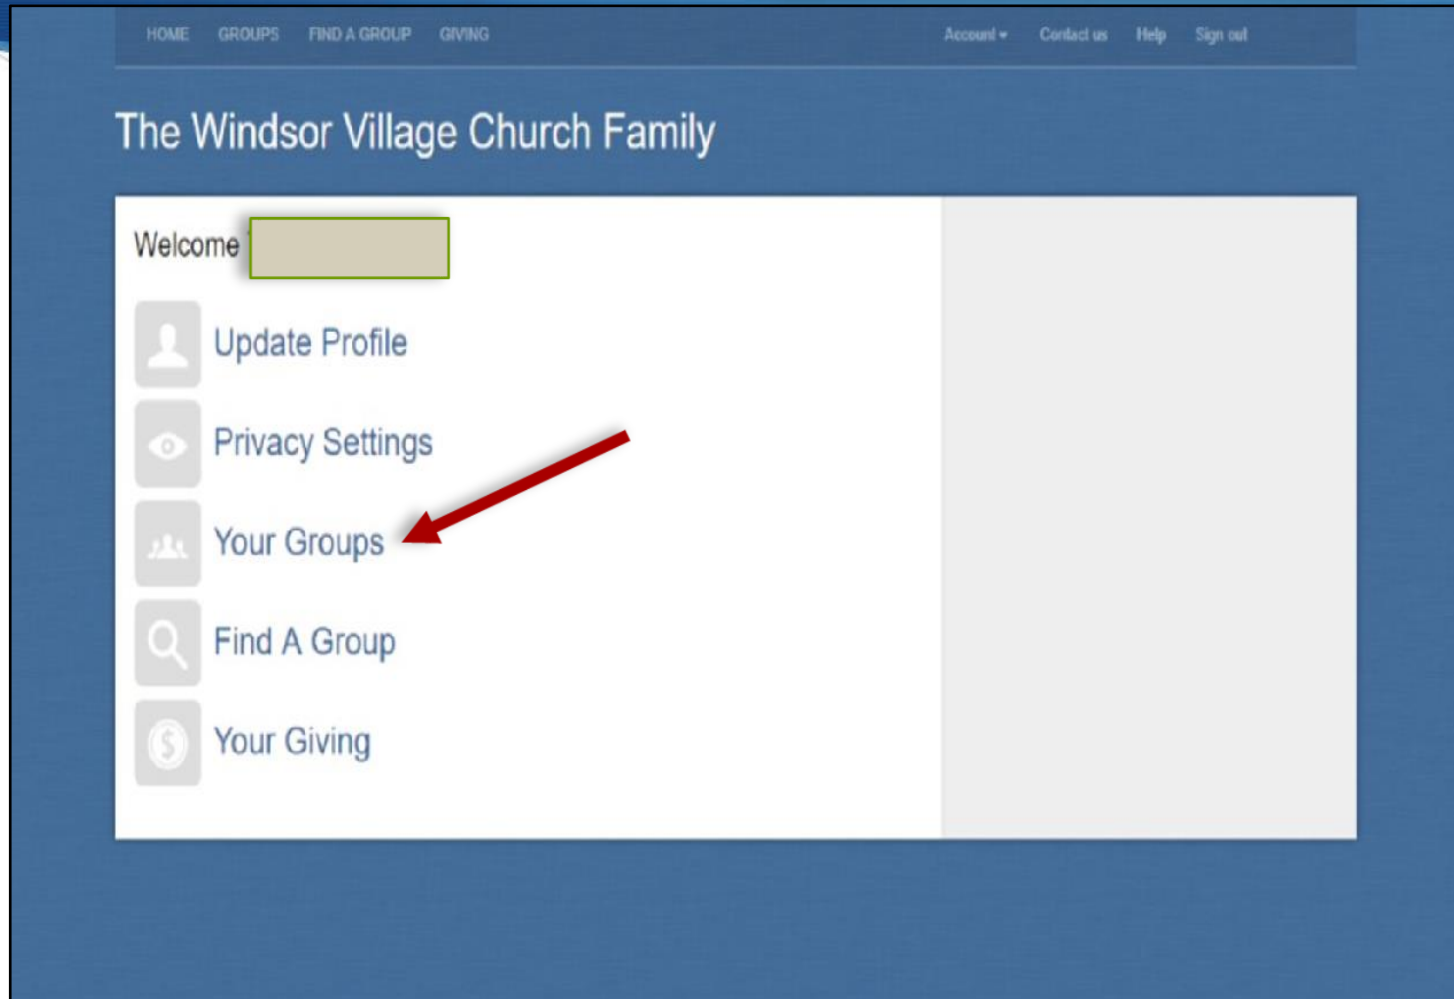 HOME GROUPS FIND A GROUP GIVING Account Contact us Help Sign out
The Windsor Village Church Family
Welcome
Update Profile
Privacy Settings
Your Groups
Find A Group
Your Giving